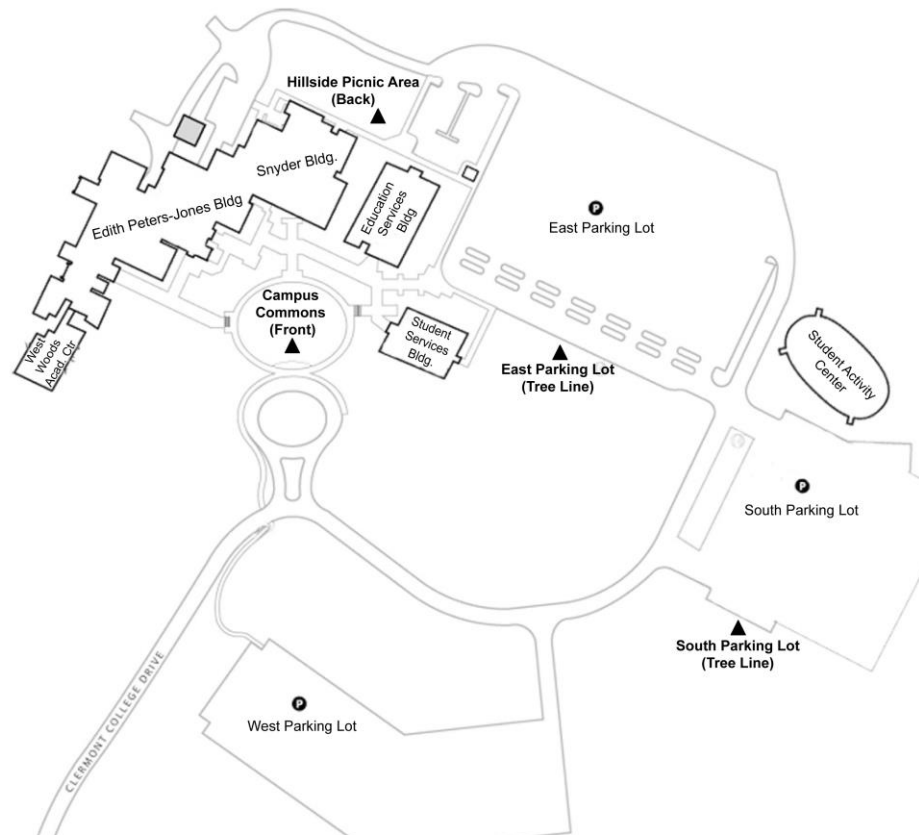 Hillside Picnic Area
(Back)
Snyder Bldg.
Edith Peters-Jones Bldg
Education
Services
Bldg
P
East Parking Lot
Campus
Commons
(Front)
Student
Services
Bldg.
West
Woods
Acad. Ctr
East Parking Lot
(Tree Line)
Student Activity
Center
P
South Parking Lot
South Parking Lot
(Tree Line)
P
West Parking Lot
CLERMONT COLLEGE DRIVE